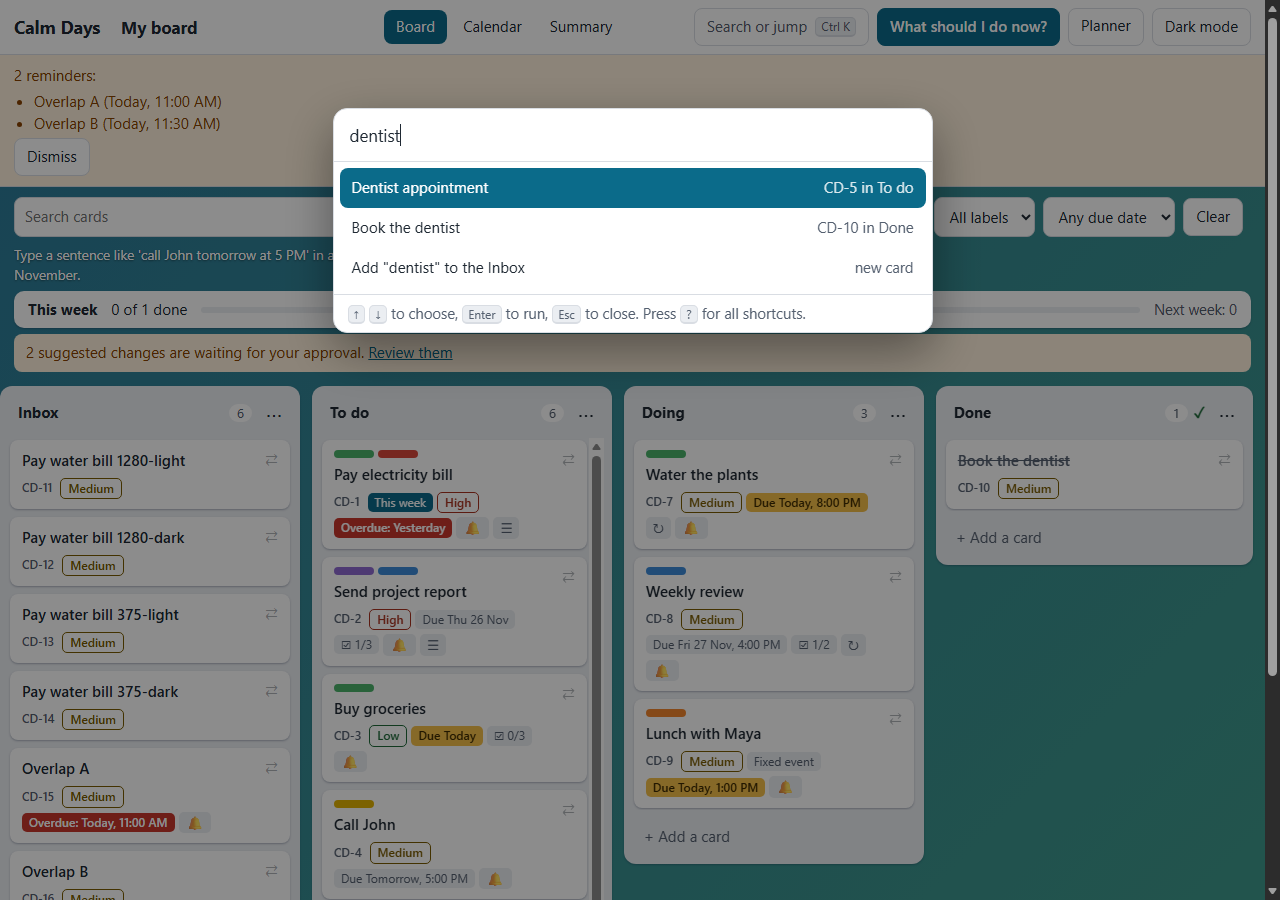 Calm Days My board Board Calendar Summary Search or jump Ctrl K What should I do now? Planner Dark mode
2 reminders:
• Overlap A (Today, 11:00 AM)
• Overlap B (Today, 11:30 AM)
Dismiss
dentist
Dentist appointment CD-5 in To do
Book the dentist CD-10 in Done
Add "dentist" to the Inbox new card
↑ ↓ to choose, Enter to run, Esc to close. Press ? for all shortcuts.
Search cards All labels Any due date Clear
Type a sentence like 'call John tomorrow at 5 PM' in a
November.
This week 0 of 1 done Next week: 0
2 suggested changes are waiting for your approval. Review them
Inbox 6 ...
Pay water bill 1280-light
CD-11 Medium
Pay water bill 1280-dark
CD-12 Medium
Pay water bill 375-light
CD-13 Medium
Pay water bill 375-dark
CD-14 Medium
Overlap A
CD-15 Medium
Overdue: Today, 11:00 AM
Overlap B
CD-16 Medium
To do 6 ...
Pay electricity bill
CD-1 This week High
Overdue: Yesterday
Send project report
CD-2 High Due Thu 26 Nov
1/3
Buy groceries
CD-3 Low Due Today 0/3
Call John
CD-4 Medium
Due Tomorrow, 5:00 PM
Doing 3 ...
Water the plants
CD-7 Medium Due Today, 8:00 PM
Weekly review
CD-8 Medium
Due Fri 27 Nov, 4:00 PM 1/2
Lunch with Maya
CD-9 Medium Fixed event
Due Today, 1:00 PM
+ Add a card
Done 1 ✓ ...
Book the dentist
CD-10 Medium
+ Add a card